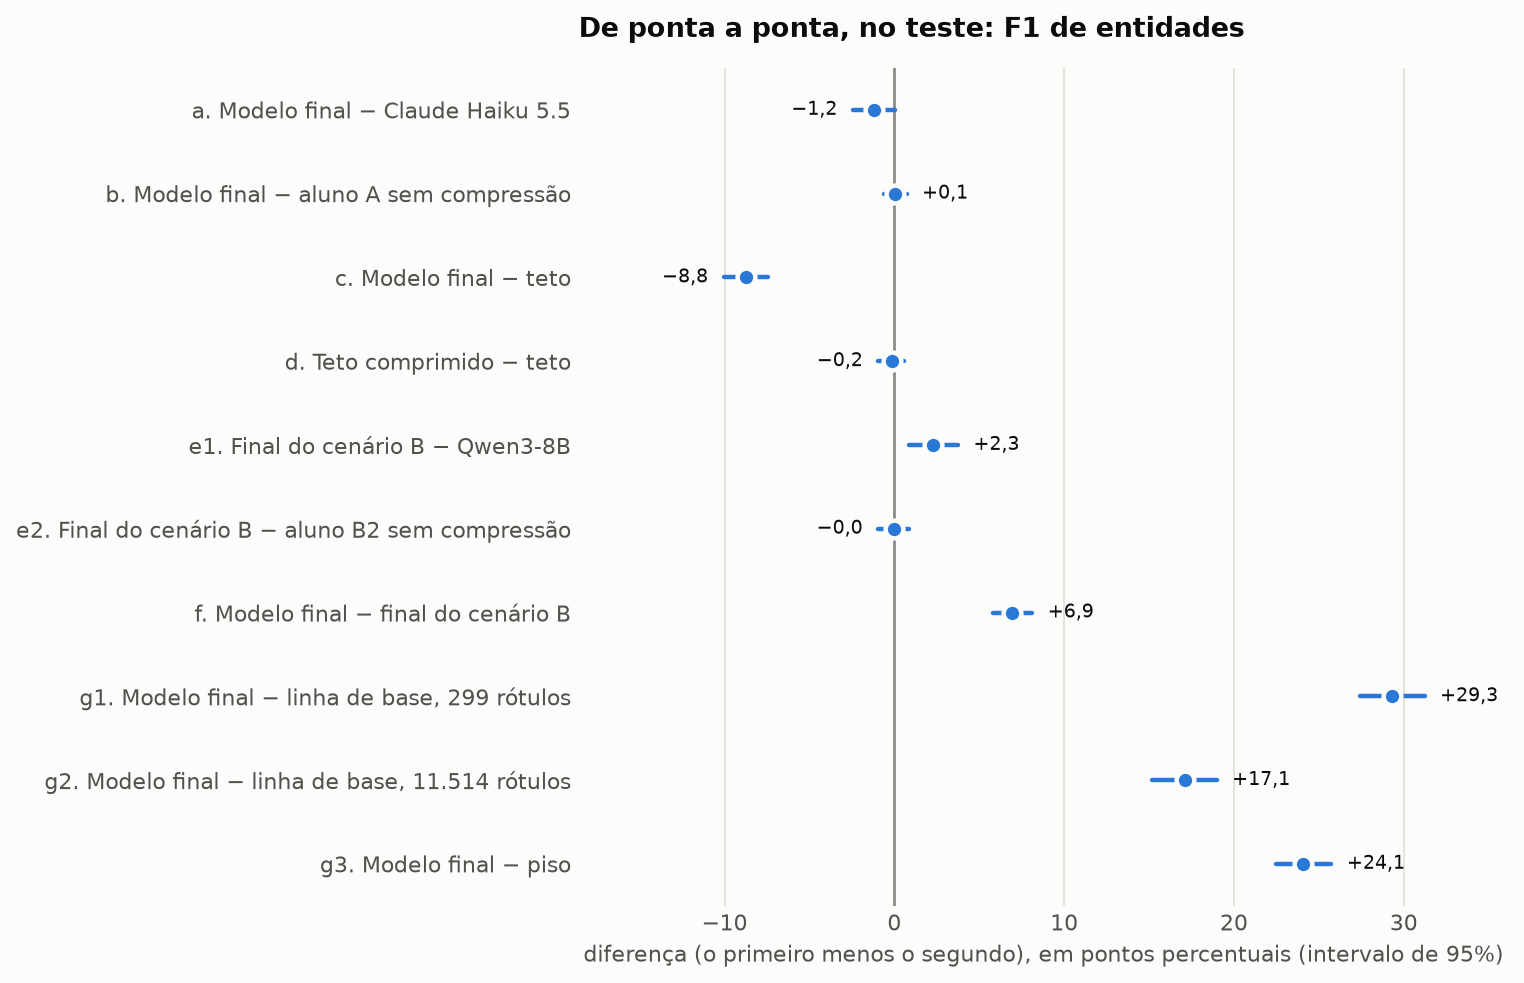 De ponta a ponta, no teste: F1 de entidades
a. Modelo final − Claude Haiku 5.5
−1,2
b. Modelo final − aluno A sem compressão
+0,1
c. Modelo final − teto
−8,8
d. Teto comprimido − teto
−0,2
e1. Final do cenário B − Qwen3-8B
+2,3
e2. Final do cenário B − aluno B2 sem compressão
−0,0
f. Modelo final − final do cenário B
+6,9
g1. Modelo final − linha de base, 299 rótulos
+29,3
g2. Modelo final − linha de base, 11.514 rótulos
+17,1
g3. Modelo final − piso
+24,1
−10 0 10 20 30
diferença (o primeiro menos o segundo), em pontos percentuais (intervalo de 95%)